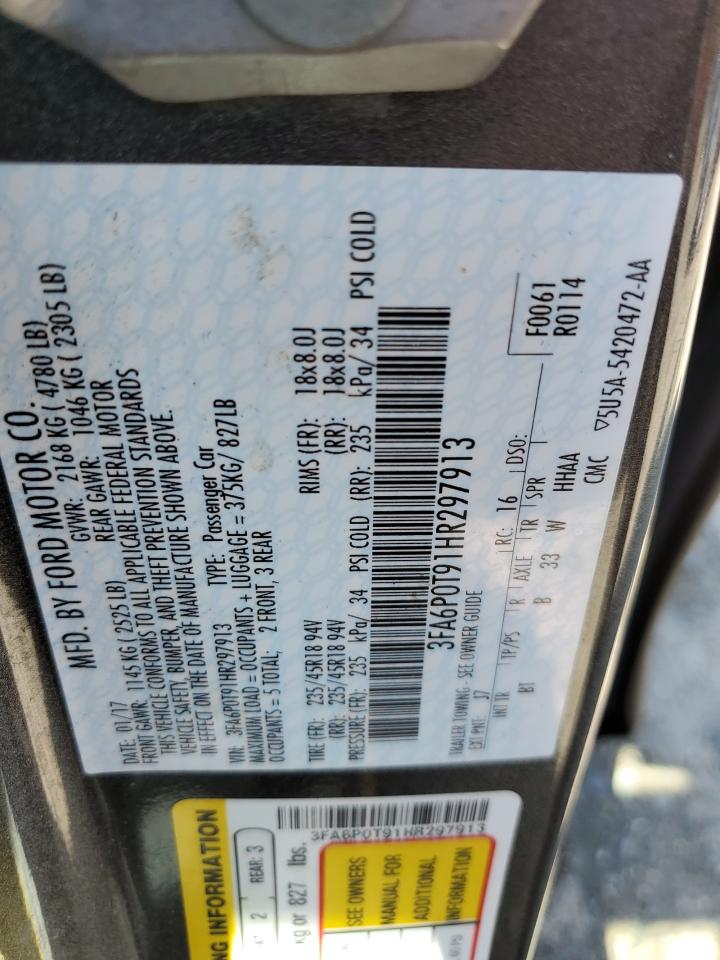 MFD. BY FORD MOTOR CO.
DATE: 01/17 GVWR: 2168 KG ( 4780 LB)
FRONT GAWR: 1145 KG ( 2525 LB) REAR GAWR: 1046 KG ( 2305 LB)
THIS VEHICLE CONFORMS TO ALL APPLICABLE FEDERAL MOTOR
VEHICLE SAFETY, BUMPER, AND THEFT PREVENTION STANDARDS
IN EFFECT ON THE DATE OF MANUFACTURE SHOWN ABOVE.
VIN: 3FA6P0T91HR297913 TYPE: Passenger Car
MAXIMUM LOAD = OCCUPANTS + LUGGAGE = 375KG/ 827LB
OCCUPANTS = 5 TOTAL; 2 FRONT, 3 REAR
TIRE (FR): 235/45R18 94V RIMS (FR): 18x8.0J
(RR): 235/45R18 94V (RR): 18x8.0J
PRESSURE (FR): 235 kPa/ 34 PSI COLD (RR): 235 kPa/ 34 PSI COLD
3FA6P0T91HR297913
TRAILER TOWING - SEE OWNER GUIDE
EXT PNT: J7 RC: 16 DSO:
F0061
R0114
INT TR TP/PS R AXLE TR SPR
BT B 33 W HHAA
CMC
▽5U5A-5420472-AA
3FA6P0T91HR297913
NG INFORMATION
2 REAR: 3
kg or 827 lbs.
SEE OWNERS
MANUAL FOR
ADDITIONAL
INFORMATION